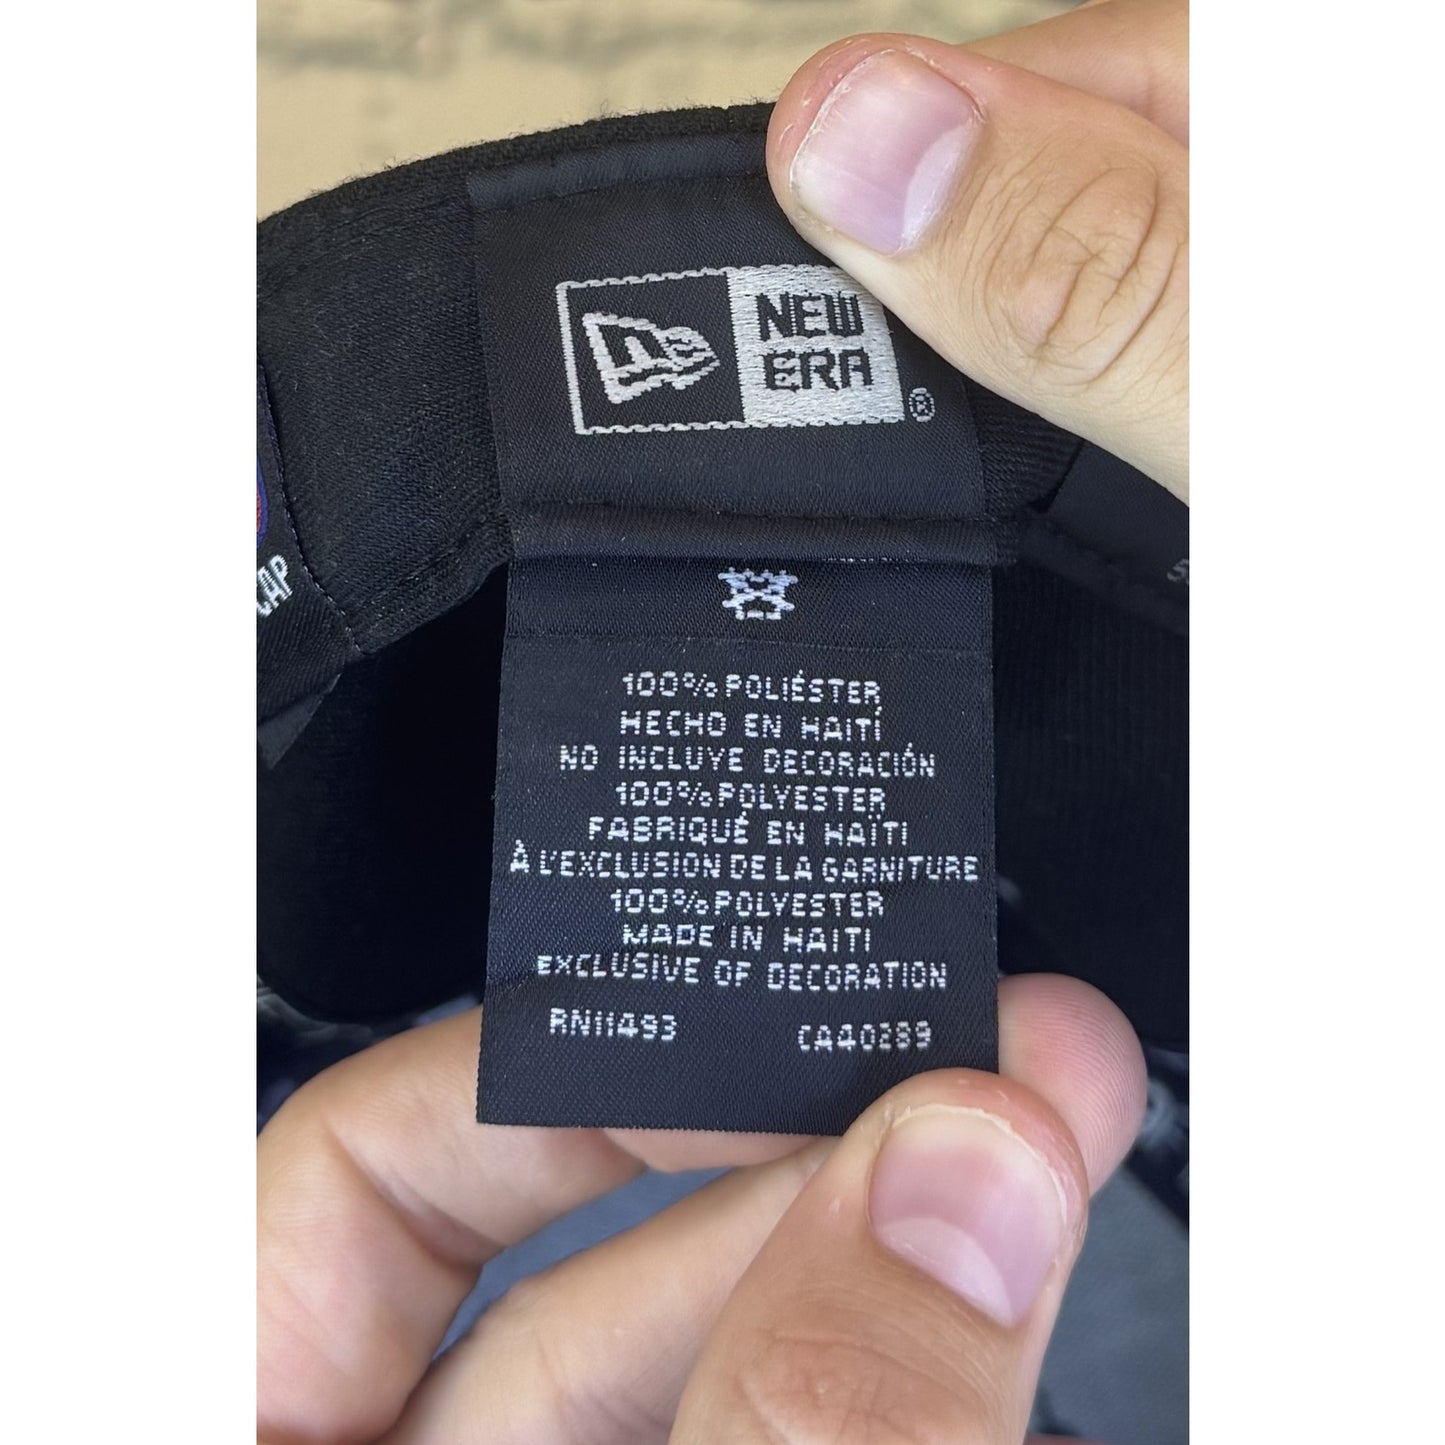 NEW
ERA
®
CAP
100% POLIÉSTER
HECHO EN HAITÍ
NO INCLUYE DECORACIÓN
100% POLYESTER
FABRIQUÉ EN HAÏTI
À L'EXCLUSION DE LA GARNITURE
100% POLYESTER
MADE IN HAITI
EXCLUSIVE OF DECORATION
RN11493 CA40289